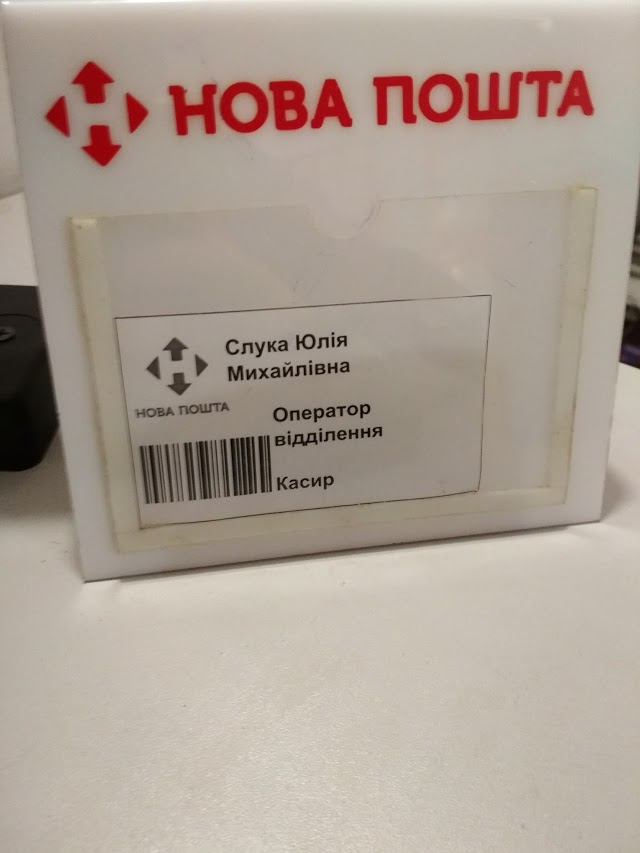 НОВА ПОШТА
Слука Юлія
Михайлівна
НОВА ПОШТА
Оператор
відділення
Касир